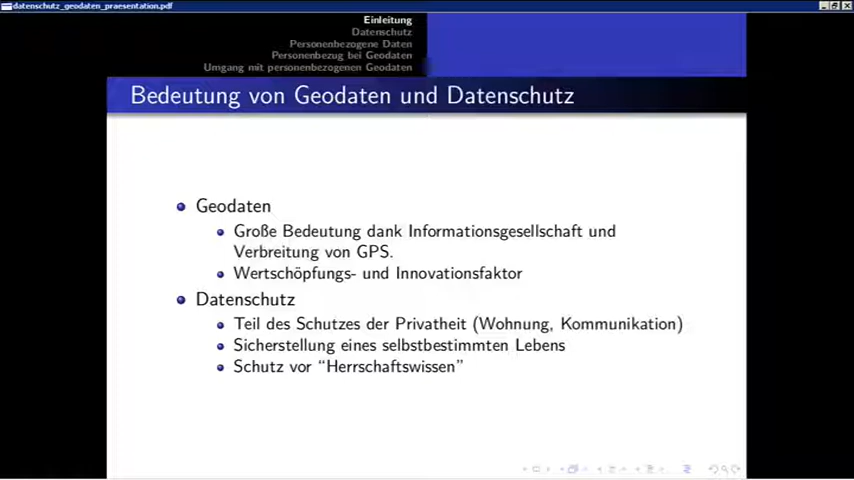 datenschutz_geodaten_praesentation.pdf
Einleitung
Datenschutz
Personenbezogene Daten
Personenbezug bei Geodaten
Umgang mit personenbezogenen Geodaten
Bedeutung von Geodaten und Datenschutz
Geodaten
Große Bedeutung dank Informationsgesellschaft und
Verbreitung von GPS.
Wertschöpfungs- und Innovationsfaktor
Datenschutz
Teil des Schutzes der Privatheit (Wohnung, Kommunikation)
Sicherstellung eines selbstbestimmten Lebens
Schutz vor “Herrschaftswissen”